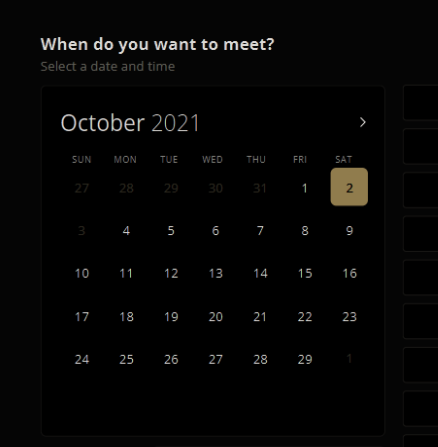 When do you want to meet?
Select a date and time
October 2021
SUN MON TUE WED THU FRI SAT
27 28 29 30 31 1 2
3 4 5 6 7 8 9
10 11 12 13 14 15 16
17 18 19 20 21 22 23
24 25 26 27 28 29 1